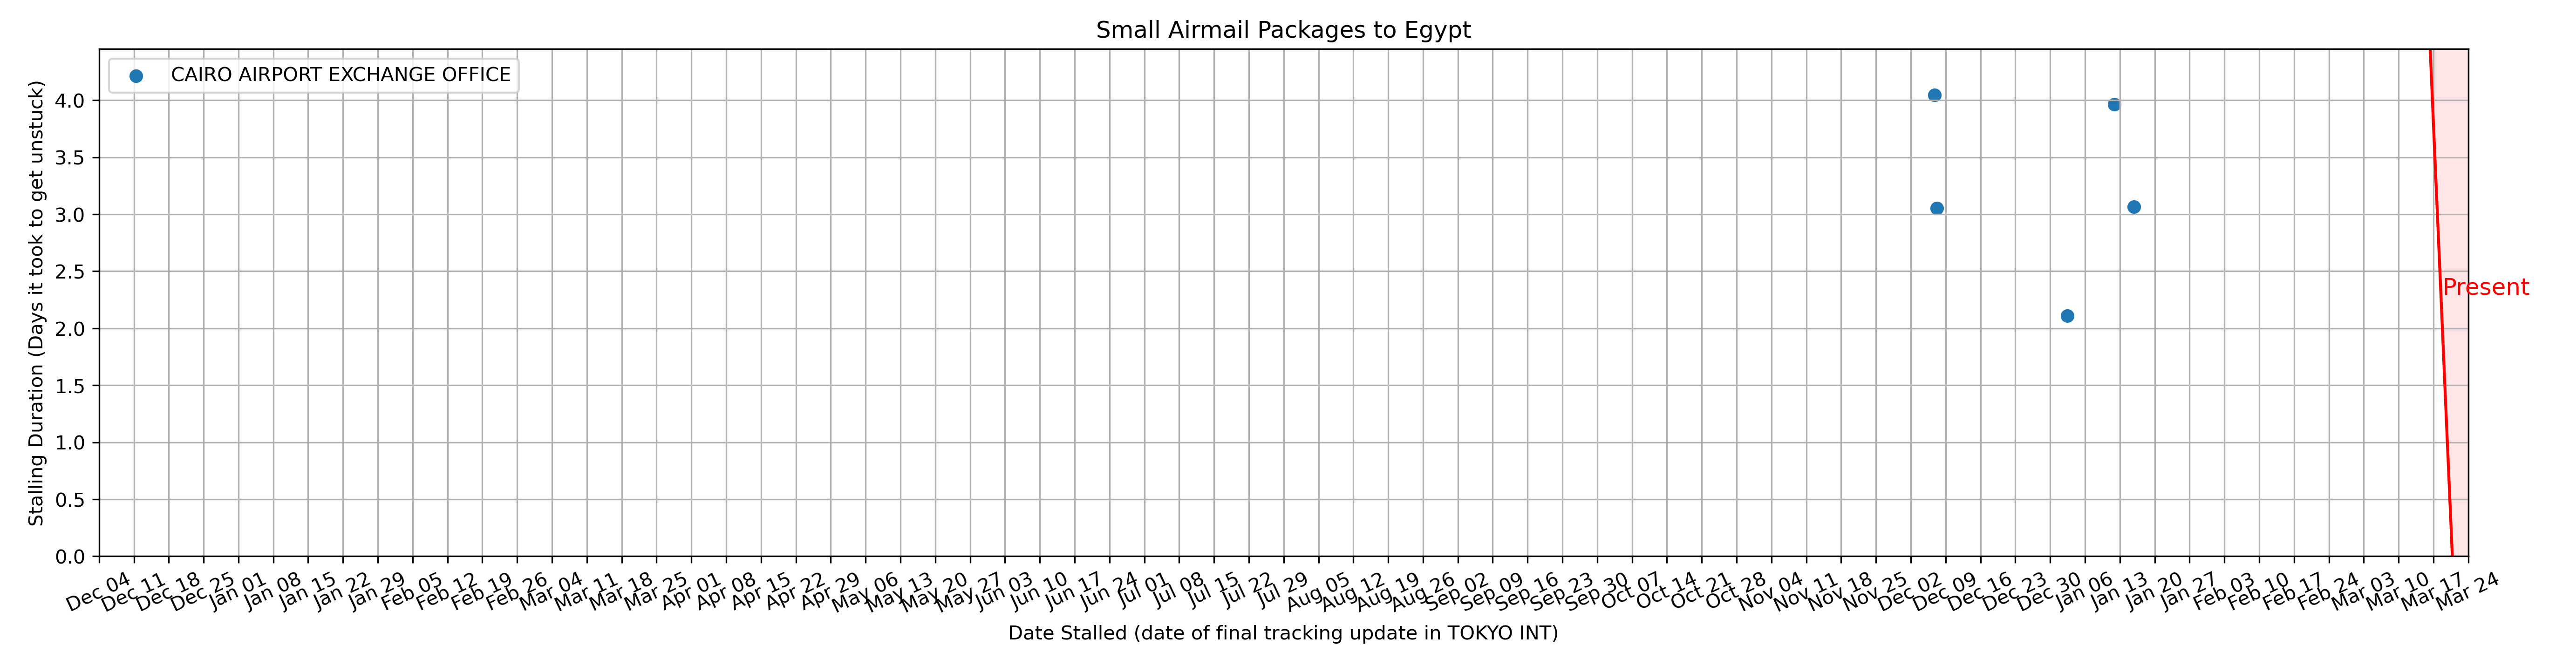 Small Airmail Packages to Egypt
CAIRO AIRPORT EXCHANGE OFFICE
Stalling Duration (Days it took to get unstuck)
4.0
3.5
3.0
2.5
2.0
1.5
1.0
0.5
0.0
Present
Dec 04 Dec 11 Dec 18 Dec 25 Jan 01 Jan 08 Jan 15 Jan 22 Jan 29 Feb 05 Feb 12 Feb 19 Feb 26 Mar 04 Mar 11 Mar 18 Mar 25 Apr 01 Apr 08 Apr 15 Apr 22 Apr 29 May 06 May 13 May 20 May 27 Jun 03 Jun 10 Jun 17 Jun 24 Jul 01 Jul 08 Jul 15 Jul 22 Jul 29 Aug 05 Aug 12 Aug 19 Aug 26 Sep 02 Sep 09 Sep 16 Sep 23 Sep 30 Oct 07 Oct 14 Oct 21 Oct 28 Nov 04 Nov 11 Nov 18 Nov 25 Dec 02 Dec 09 Dec 16 Dec 23 Dec 30 Jan 06 Jan 13 Jan 20 Jan 27 Feb 03 Feb 10 Feb 17 Feb 24 Mar 03 Mar 10 Mar 17 Mar 24
Date Stalled (date of final tracking update in TOKYO INT)